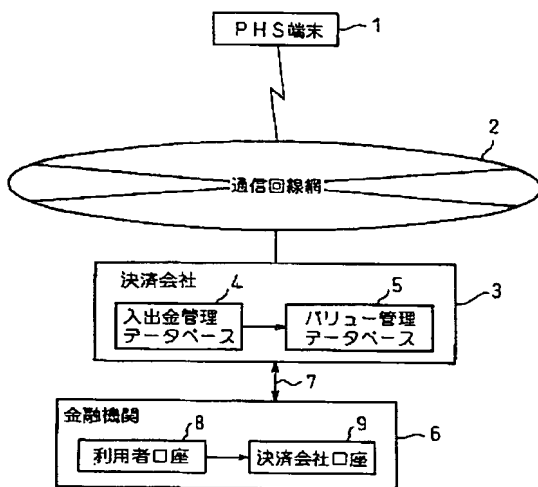 PHS端末
1
2
通信回線網
決済会社
3
4
入出金管理
データベース
5
バリュー管理
データベース
7
金融機関
6
8
利用者口座
9
決済会社口座